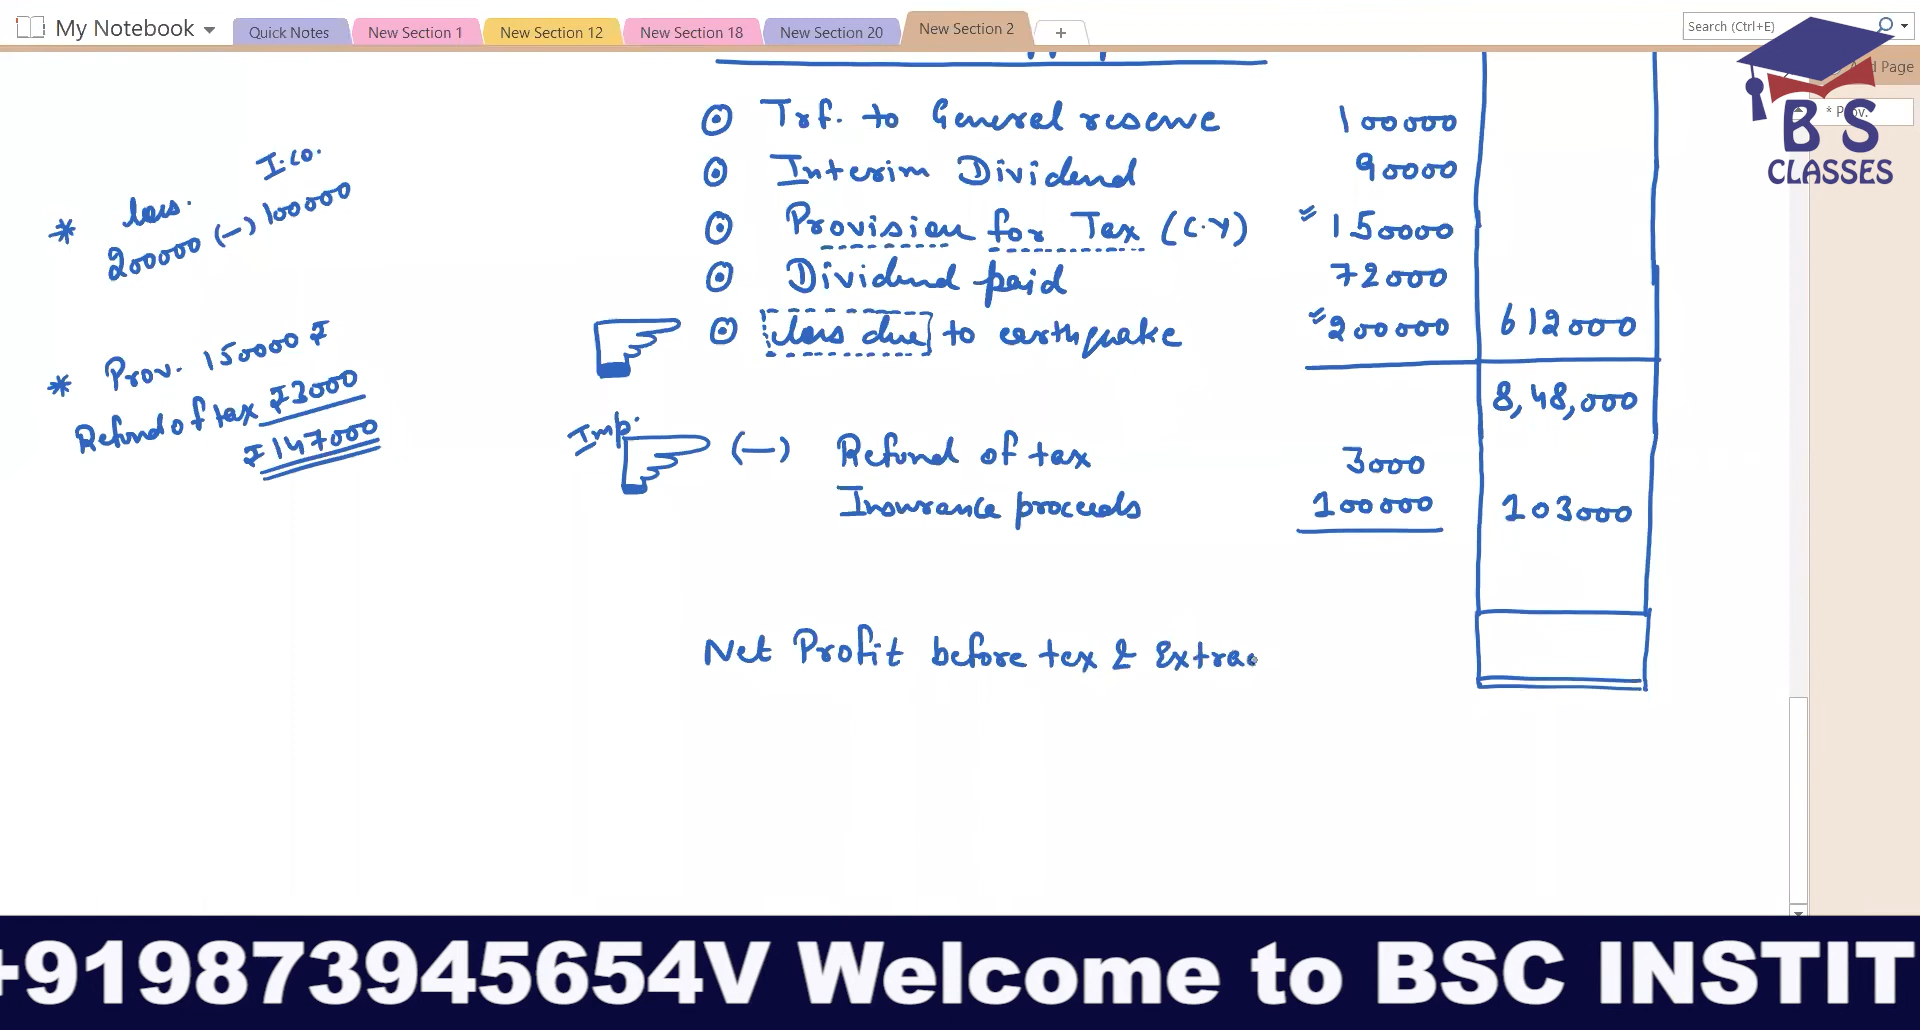 My Notebook
Quick Notes
New Section 1
New Section 12
New Section 18
New Section 20
New Section 2
+
Search (Ctrl+E)
d Page
* Prov.
BS
CLASSES
Trf. to General reserve 100000
Interim Dividend 90000
Provision for Tax (C.Y) 150000
Dividend paid 72000
loss due to earthquake 200000 612000
8,48,000
Imp.
(-) Refund of tax 3000
Insurance proceeds 100000 103000
Net Profit before tax & Extrao
I.co.
* loss.
200000 (-) 100000
* Prov. 150000 ₹
Refund of tax ₹3000
₹147000
+919873945654V Welcome to BSC INSTIT